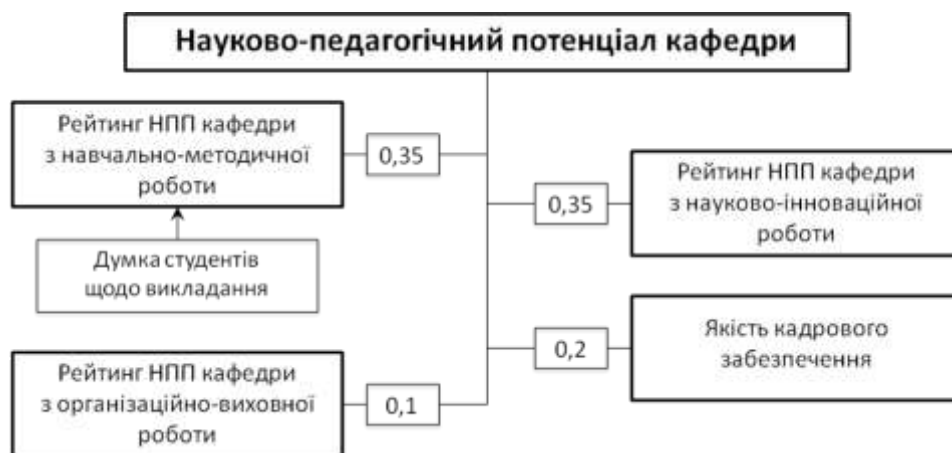 Науково-педагогічний потенціал кафедри
Рейтинг НПП кафедри
з навчально-методичної
роботи
0,35
Рейтинг НПП кафедри
з науково-інноваційної
роботи
0,35
Думка студентів
щодо викладання
Якість кадрового
забезпечення
0,2
Рейтинг НПП кафедри
з організаційно-виховної
роботи
0,1